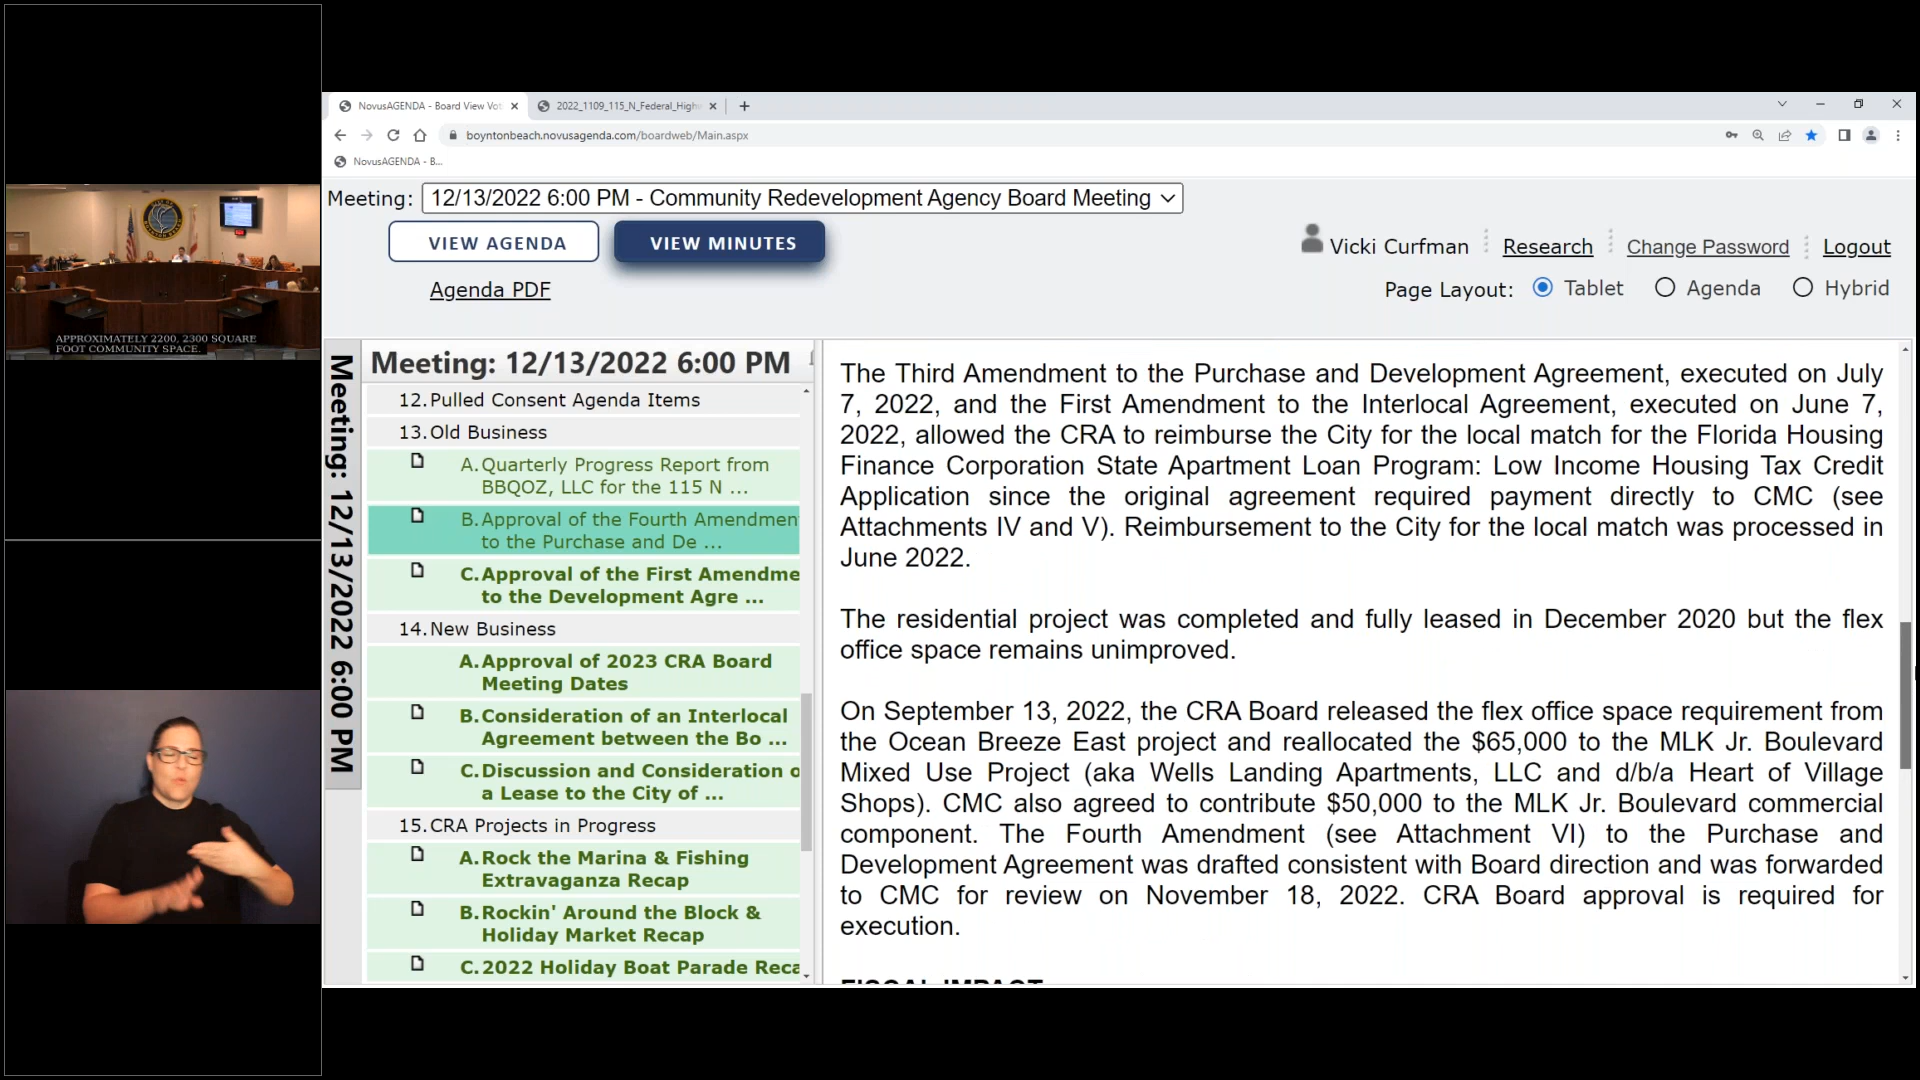 APPROXIMATELY 2200, 2300 SQUARE
FOOT COMMUNITY SPACE.
NovusAGENDA - Board View Vot
2022_1109_115_N_Federal_High
boyntonbeach.novusagenda.com/boardweb/Main.aspx
NovusAGENDA - B...
Meeting: 12/13/2022 6:00 PM - Community Redevelopment Agency Board Meeting
VIEW AGENDA
VIEW MINUTES
Agenda PDF
Vicki Curfman
Research
Change Password
Logout
Page Layout: Tablet Agenda Hybrid
Meeting: 12/13/2022 6:00 PM
Meeting: 12/13/2022 6:00 PM
12. Pulled Consent Agenda Items
13. Old Business
A. Quarterly Progress Report from
BBQOZ, LLC for the 115 N ...
B. Approval of the Fourth Amendmen
to the Purchase and De ...
C. Approval of the First Amendme
to the Development Agre ...
14. New Business
A. Approval of 2023 CRA Board
Meeting Dates
B. Consideration of an Interlocal
Agreement between the Bo ...
C. Discussion and Consideration o
a Lease to the City of ...
15. CRA Projects in Progress
A. Rock the Marina & Fishing
Extravaganza Recap
B. Rockin' Around the Block &
Holiday Market Recap
C. 2022 Holiday Boat Parade Reca
The Third Amendment to the Purchase and Development Agreement, executed on July
7, 2022, and the First Amendment to the Interlocal Agreement, executed on June 7,
2022, allowed the CRA to reimburse the City for the local match for the Florida Housing
Finance Corporation State Apartment Loan Program: Low Income Housing Tax Credit
Application since the original agreement required payment directly to CMC (see
Attachments IV and V). Reimbursement to the City for the local match was processed in
June 2022.
The residential project was completed and fully leased in December 2020 but the flex
office space remains unimproved.
On September 13, 2022, the CRA Board released the flex office space requirement from
the Ocean Breeze East project and reallocated the $65,000 to the MLK Jr. Boulevard
Mixed Use Project (aka Wells Landing Apartments, LLC and d/b/a Heart of Village
Shops). CMC also agreed to contribute $50,000 to the MLK Jr. Boulevard commercial
component. The Fourth Amendment (see Attachment VI) to the Purchase and
Development Agreement was drafted consistent with Board direction and was forwarded
to CMC for review on November 18, 2022. CRA Board approval is required for
execution.
FISCAL IMPACT